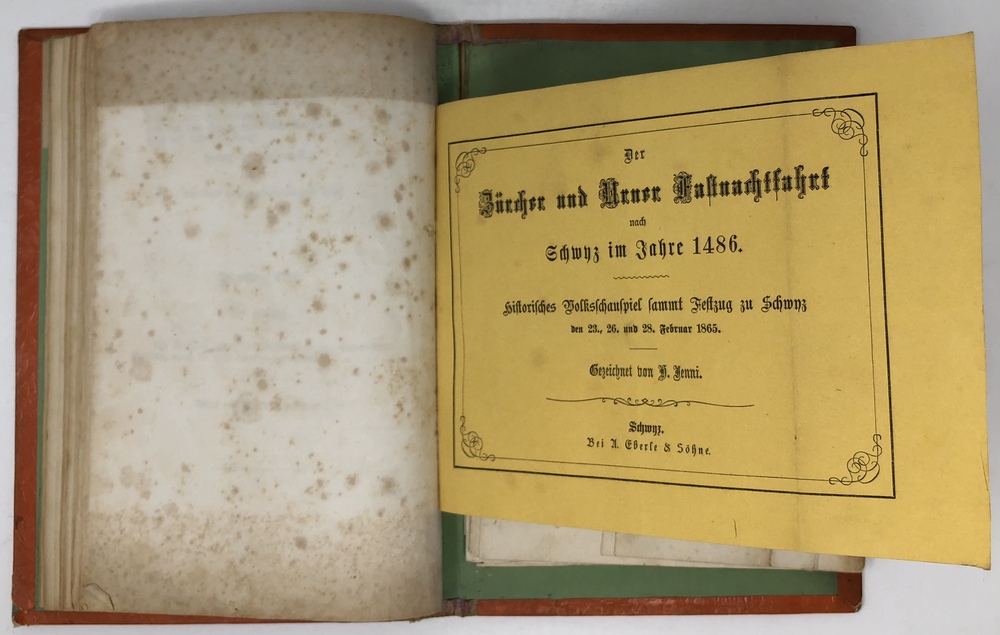 Der
Zürcher und Urner Fastnachtfahrt
nach
Schwyz im Jahre 1486.
Historisches Volksschauspiel sammt Festzug zu Schwyz
den 23., 26. und 28. Februar 1865.
Gezeichnet von H. Jenni.
Schwyz.
Bei A. Eberle & Söhne.